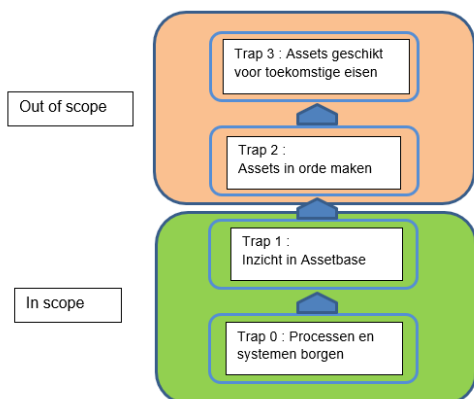 Trap 3 : Assets geschikt
voor toekomstige eisen
Out of scope
Trap 2 :
Assets in orde maken
Trap 1 :
Inzicht in Assetbase
In scope
Trap 0 : Processen en
systemen borgen